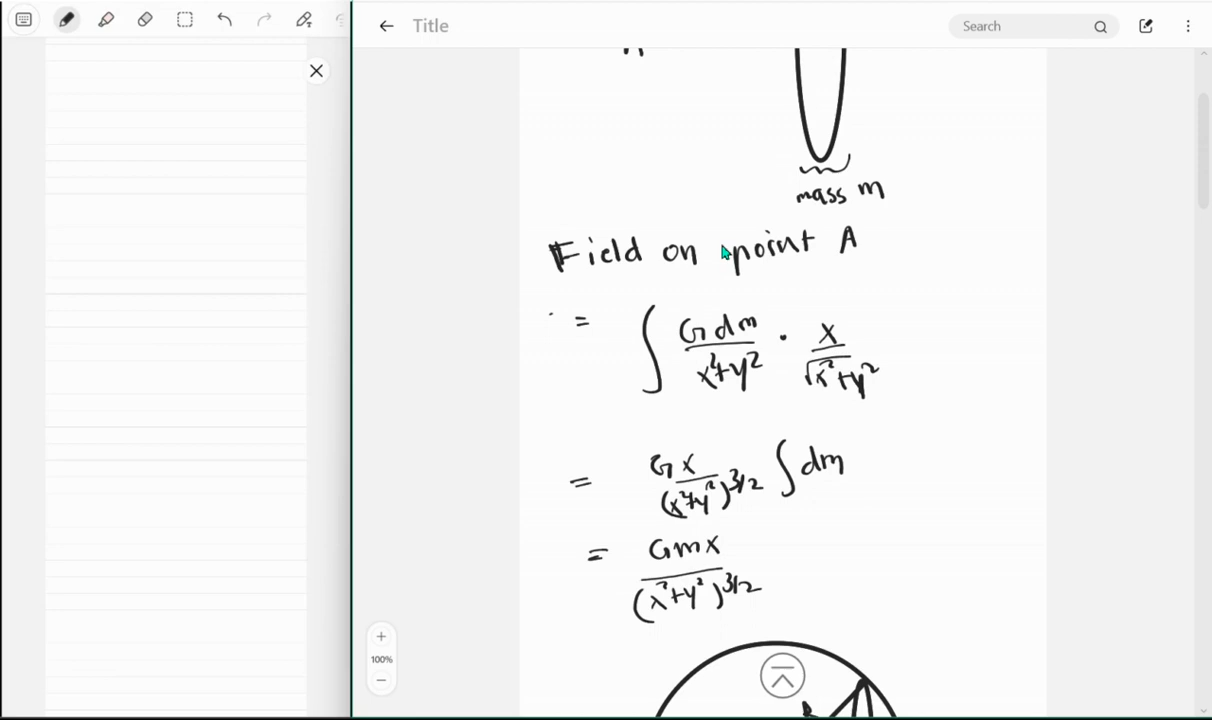 Title
Search
A
mass m
Field on point A
= ∫ Gdm/(x²+y²) · x/√(x²+y²)
= Gx/(x²+y²)^3/2 ∫ dm
= Gmx/(x²+y²)^3/2
100%
R